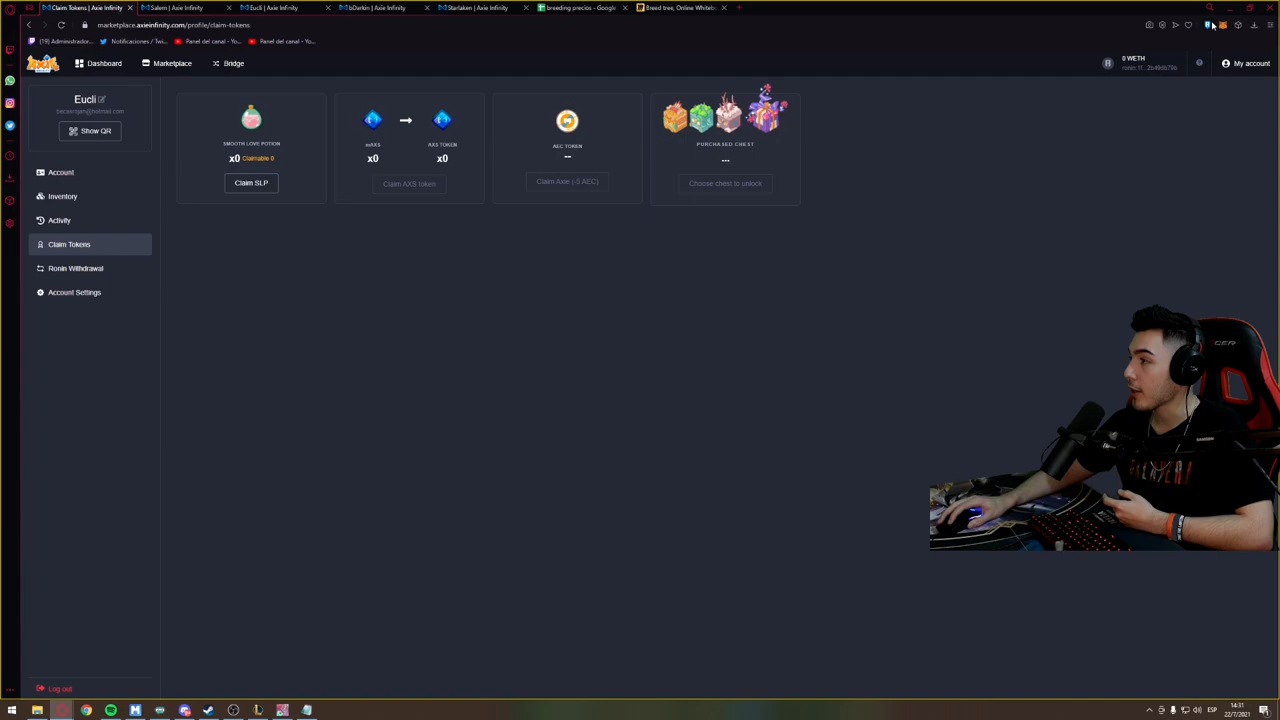 Claim Tokens | Axie Infinity
Salem | Axie Infinity
Eucli | Axie Infinity
bDarkin | Axie Infinity
Starlaken | Axie Infinity
breeding precios - Google
Breed tree, Online Whiteb
marketplace.axieinfinity.com/profile/claim-tokens
(19) Administrador...
Notificaciones / Twi...
Panel del canal - Yo...
Panel del canal - Yo...
Dashboard
Marketplace
Bridge
0 WETH
My account
Eucli
Show QR
Account
Inventory
Activity
Claim Tokens
Ronin Withdrawal
Account Settings
Log out
SMOOTH LOVE POTION
x0 Claimable 0
Claim SLP
mAXS
AXS TOKEN
x0
x0
Claim AXS token
AEC TOKEN
--
Claim Axie (-5 AEC)
PURCHASED CHEST
...
Choose chest to unlock
ESP
14:31
22/7/2021